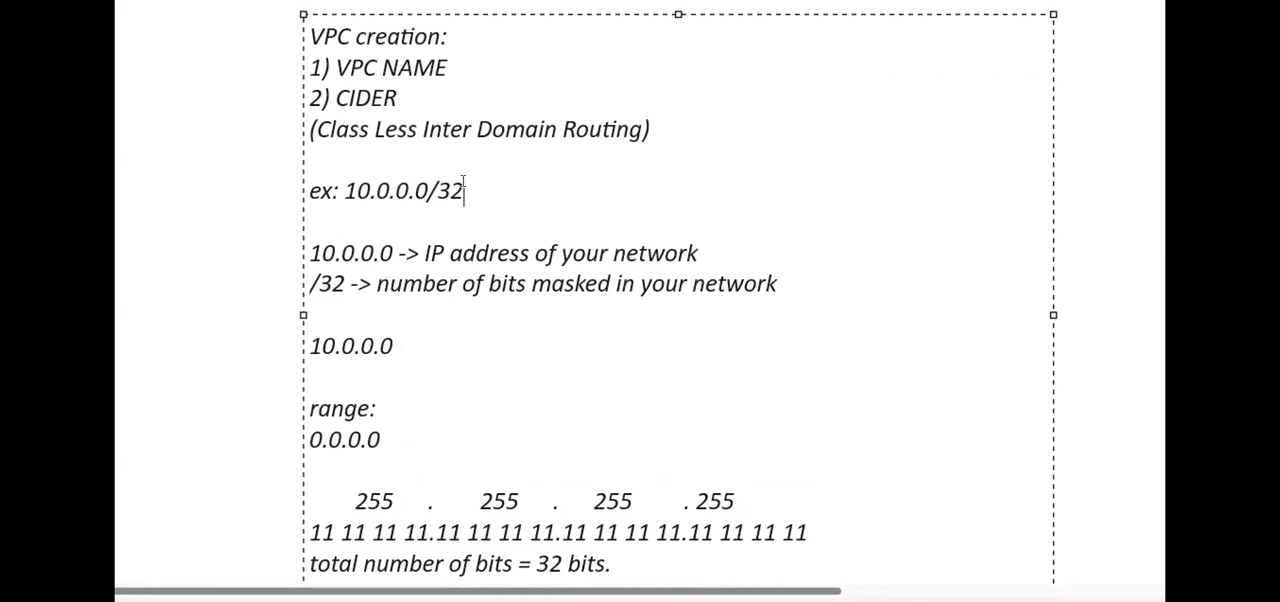 VPC creation:
1) VPC NAME
2) CIDER
(Class Less Inter Domain Routing)
ex: 10.0.0.0/32
10.0.0.0 -> IP address of your network
/32 -> number of bits masked in your network
10.0.0.0
range:
0.0.0.0
255 . 255 . 255 . 255
11 11 11 11.11 11 11 11.11 11 11 11.11 11 11 11
total number of bits = 32 bits.